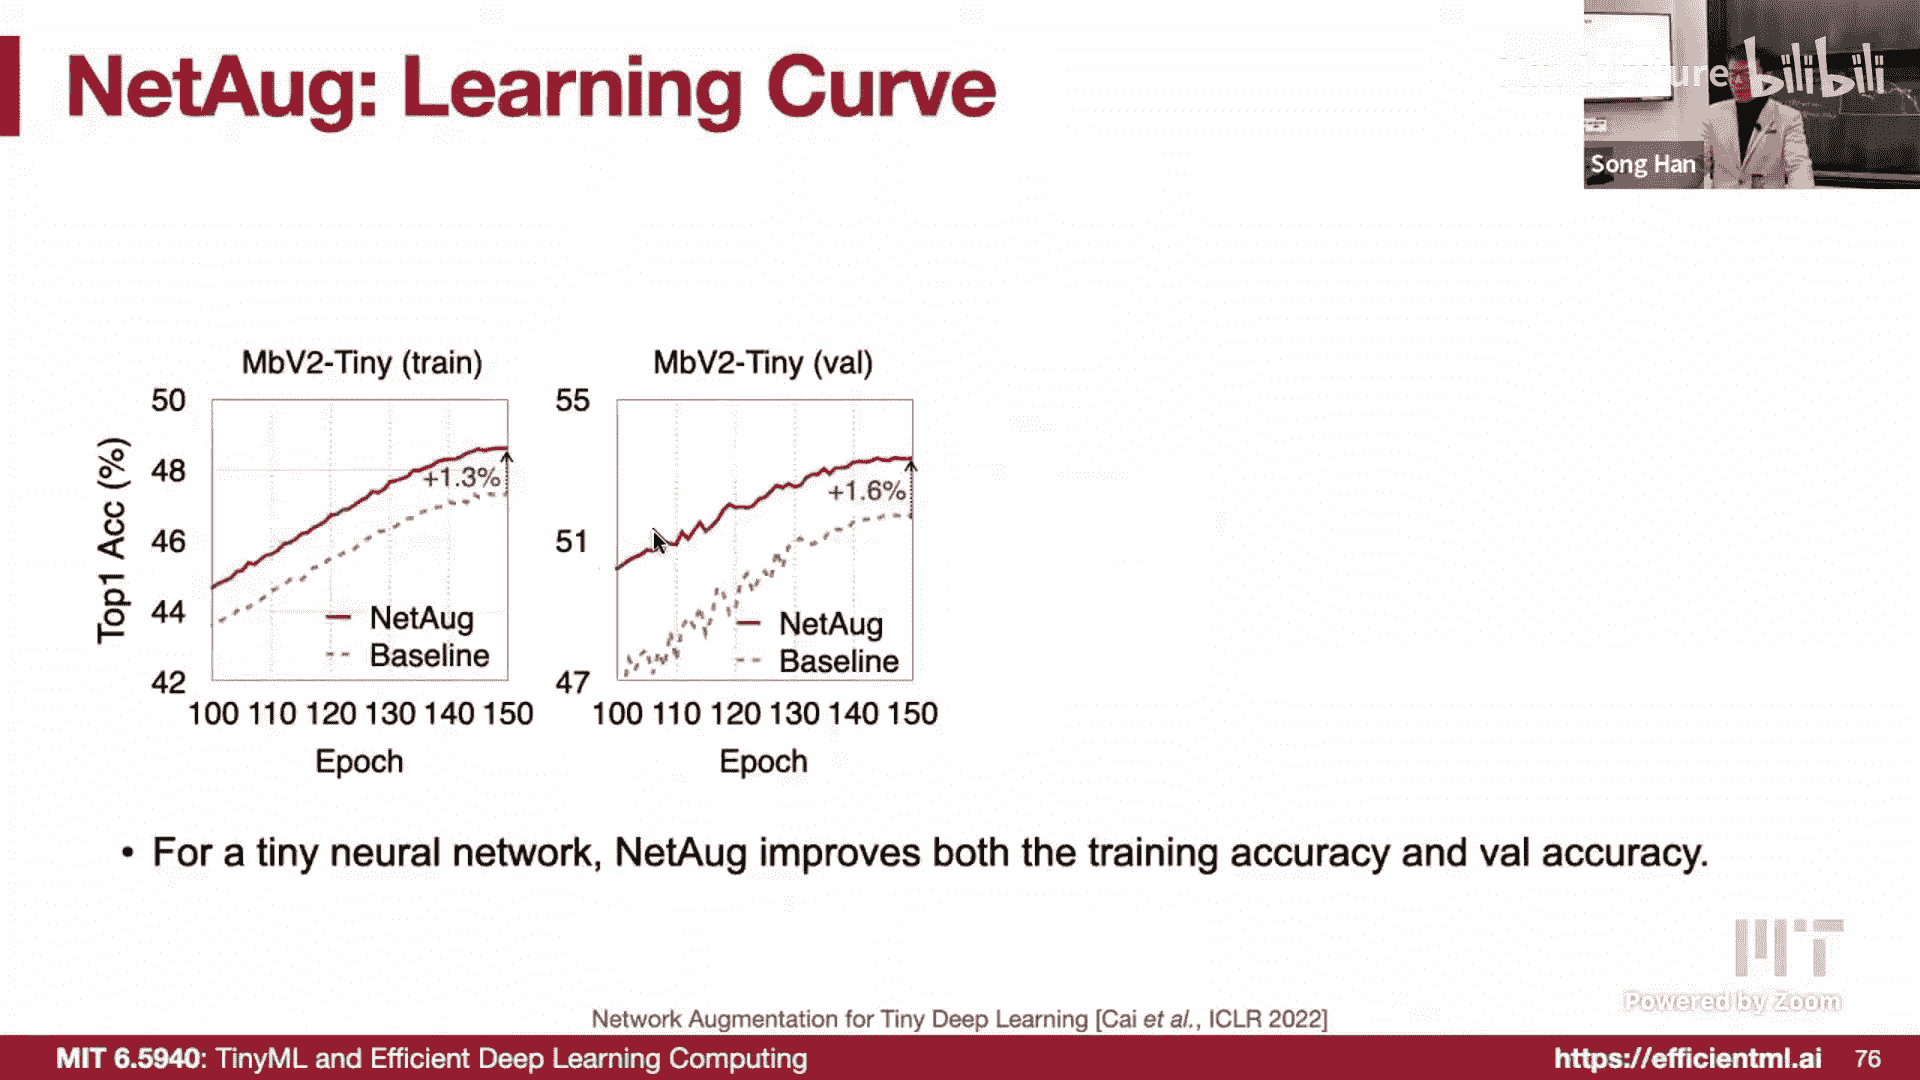 NetAug: Learning Curve
bilibili
Song Han
MbV2-Tiny (train)
50
48
46
44
42
Top1 Acc (%)
+1.3%
NetAug
Baseline
100 110 120 130 140 150
Epoch
MbV2-Tiny (val)
55
51
47
+1.6%
NetAug
Baseline
100 110 120 130 140 150
Epoch
• For a tiny neural network, NetAug improves both the training accuracy and val accuracy.
MIT
Powered by Zoom
Network Augmentation for Tiny Deep Learning [Cai et al., ICLR 2022]
MIT 6.5940: TinyML and Efficient Deep Learning Computing
https://efficientml.ai 76